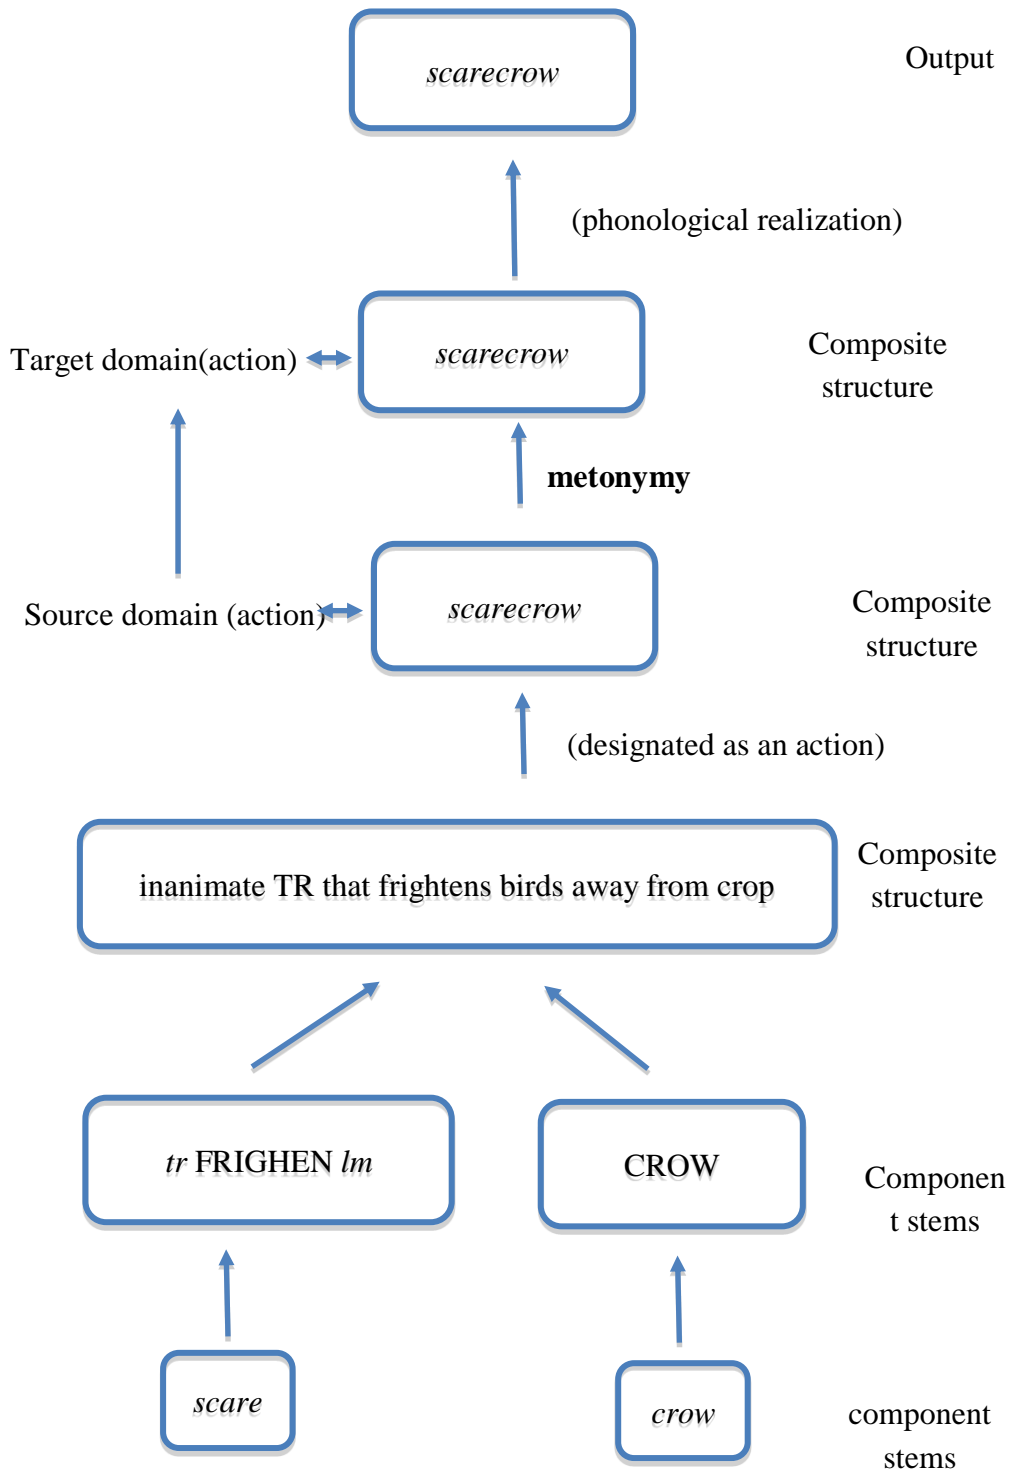 scarecrow
Output
(phonological realization)
Target domain(action)
scarecrow
Composite
structure
metonymy
Source domain (action)
scarecrow
Composite
structure
(designated as an action)
inanimate TR that frightens birds away from crop
Composite
structure
tr FRIGHEN lm
CROW
Componen
t stems
scare
crow
component
stems